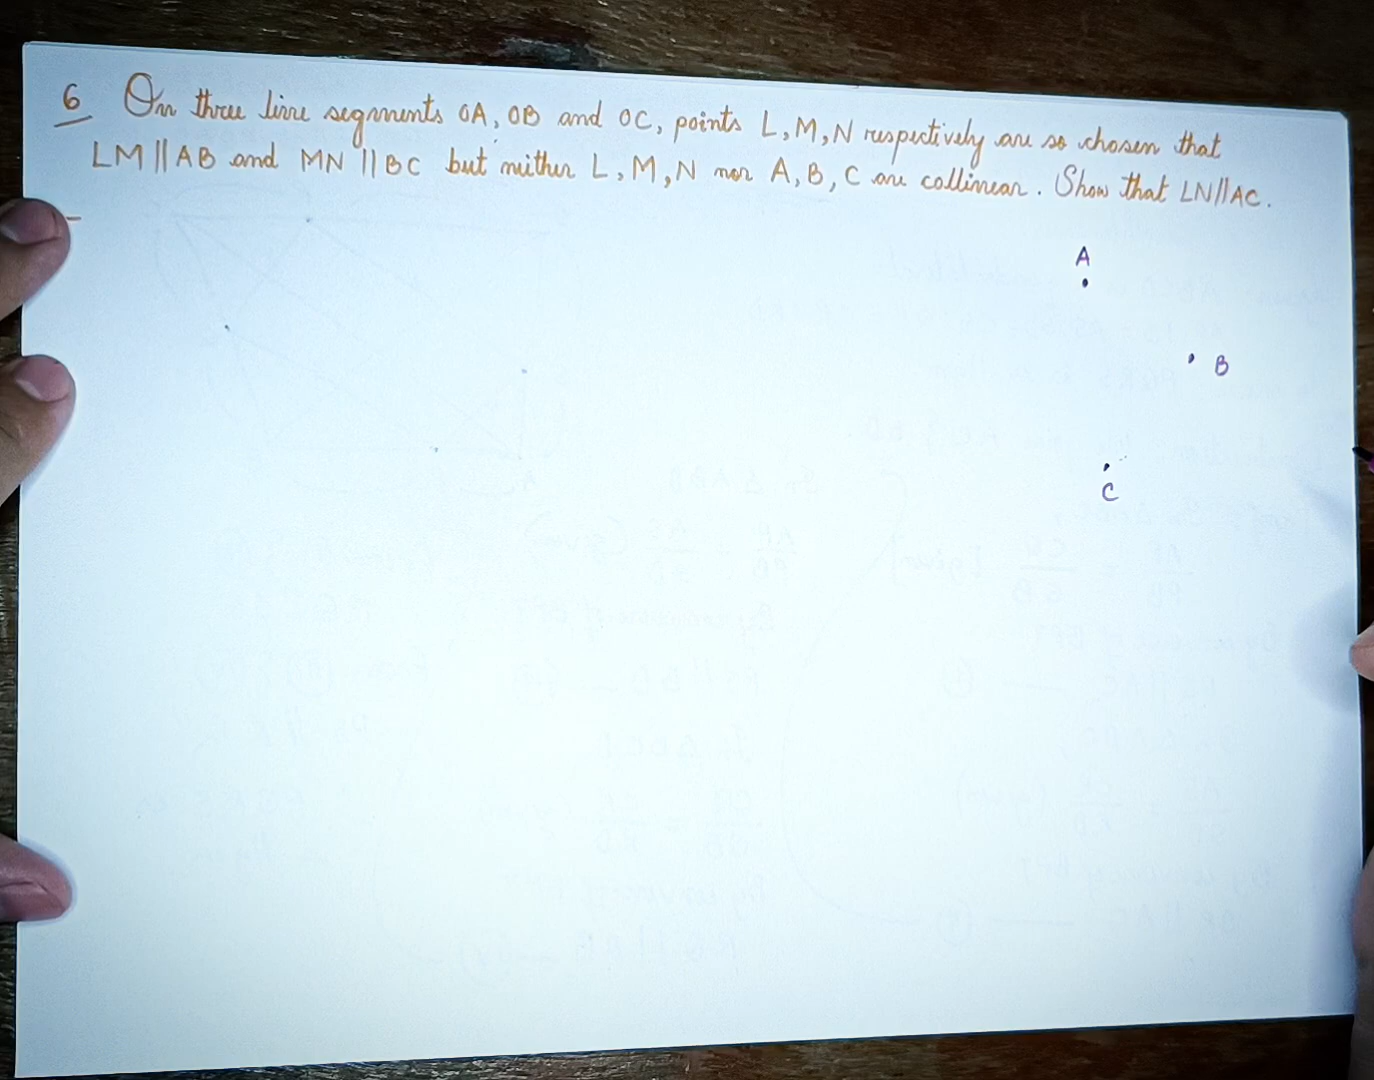 6 On three line segments OA, OB and OC, points L, M, N respectively are so chosen that
LM || AB and MN || BC but neither L, M, N nor A, B, C are collinear. Show that LN || AC.
A
B
C